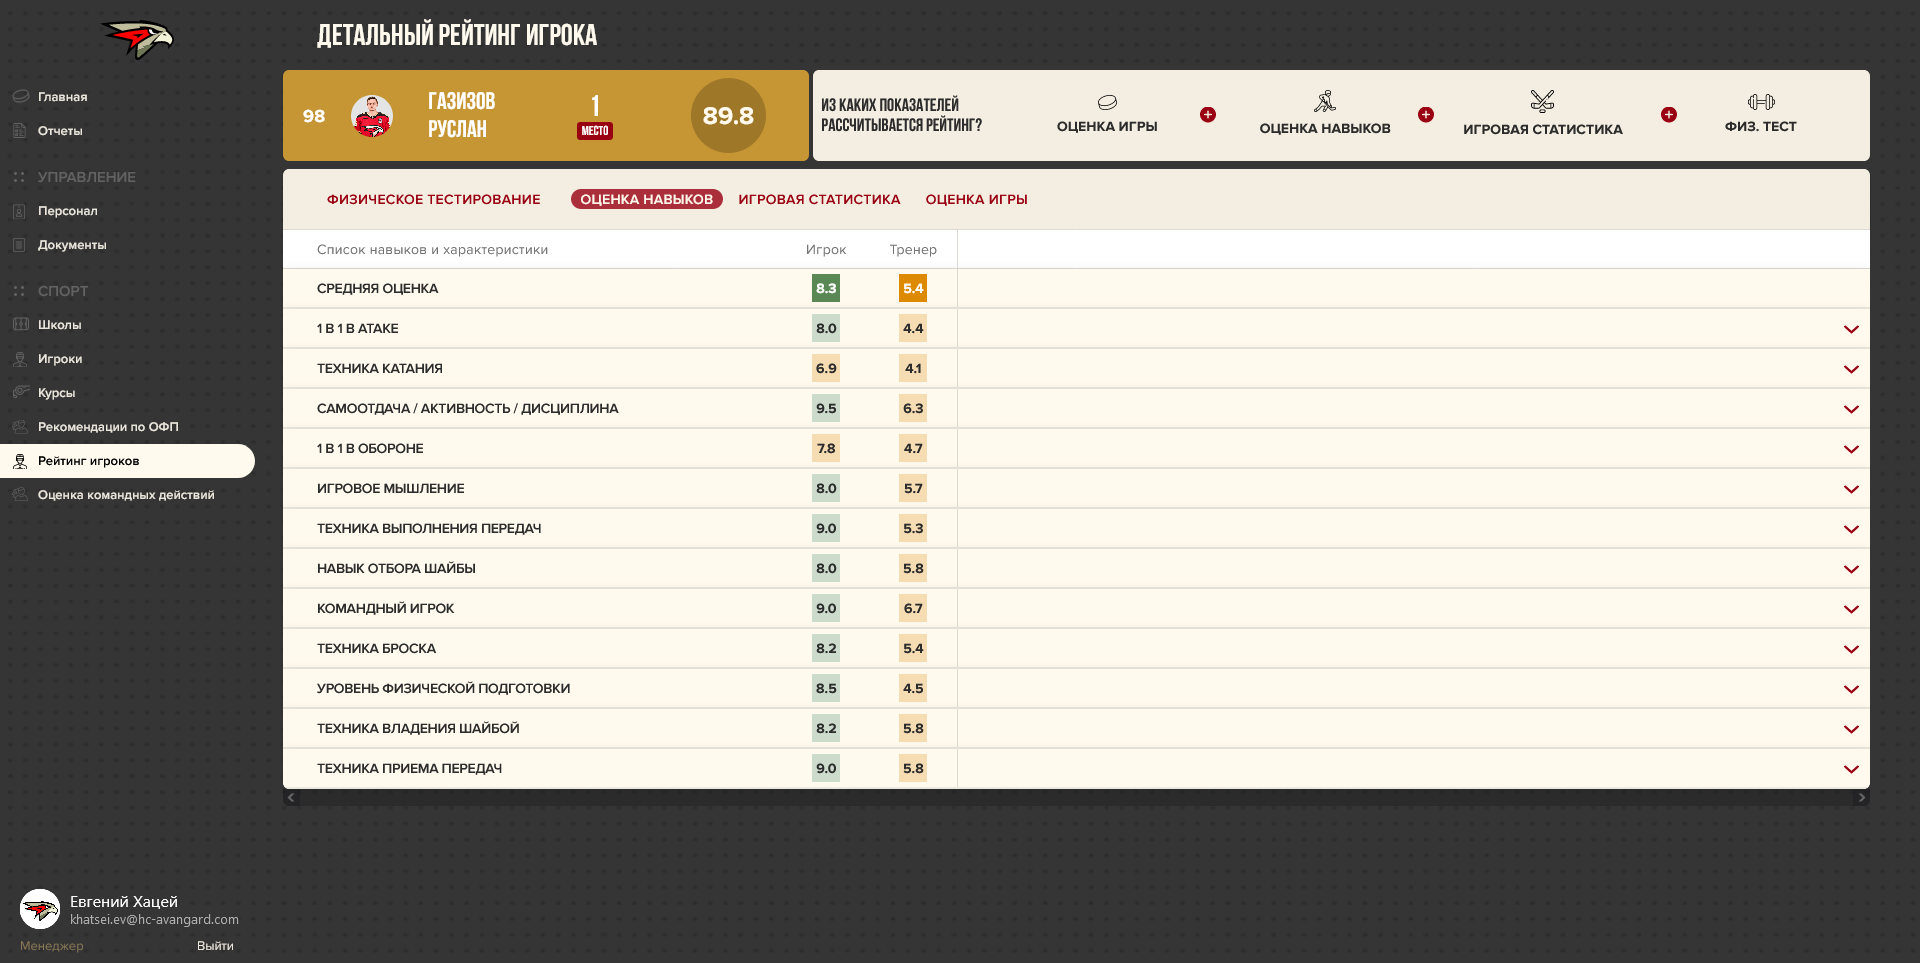 ДЕТАЛЬНЫЙ РЕЙТИНГ ИГРОКА
Главная
Отчеты
УПРАВЛЕНИЕ
Персонал
Документы
СПОРТ
Школы
Игроки
Курсы
Рекомендации по ОФП
Рейтинг игроков
Оценка командных действий
98
ГАЗИЗОВ
РУСЛАН
1
МЕСТО
89.8
ИЗ КАКИХ ПОКАЗАТЕЛЕЙ
РАССЧИТЫВАЕТСЯ РЕЙТИНГ?
ОЦЕНКА ИГРЫ
ОЦЕНКА НАВЫКОВ
ИГРОВАЯ СТАТИСТИКА
ФИЗ. ТЕСТ
ФИЗИЧЕСКОЕ ТЕСТИРОВАНИЕ ОЦЕНКА НАВЫКОВ ИГРОВАЯ СТАТИСТИКА ОЦЕНКА ИГРЫ
Список навыков и характеристики Игрок Тренер
СРЕДНЯЯ ОЦЕНКА 8.3 5.4
1 В 1 В АТАКЕ 8.0 4.4
ТЕХНИКА КАТАНИЯ 6.9 4.1
САМООТДАЧА / АКТИВНОСТЬ / ДИСЦИПЛИНА 9.5 6.3
1 В 1 В ОБОРОНЕ 7.8 4.7
ИГРОВОЕ МЫШЛЕНИЕ 8.0 5.7
ТЕХНИКА ВЫПОЛНЕНИЯ ПЕРЕДАЧ 9.0 5.3
НАВЫК ОТБОРА ШАЙБЫ 8.0 5.8
КОМАНДНЫЙ ИГРОК 9.0 6.7
ТЕХНИКА БРОСКА 8.2 5.4
УРОВЕНЬ ФИЗИЧЕСКОЙ ПОДГОТОВКИ 8.5 4.5
ТЕХНИКА ВЛАДЕНИЯ ШАЙБОЙ 8.2 5.8
ТЕХНИКА ПРИЕМА ПЕРЕДАЧ 9.0 5.8
Евгений Хацей
khatsei.ev@hc-avangard.com
Менеджер Выйти